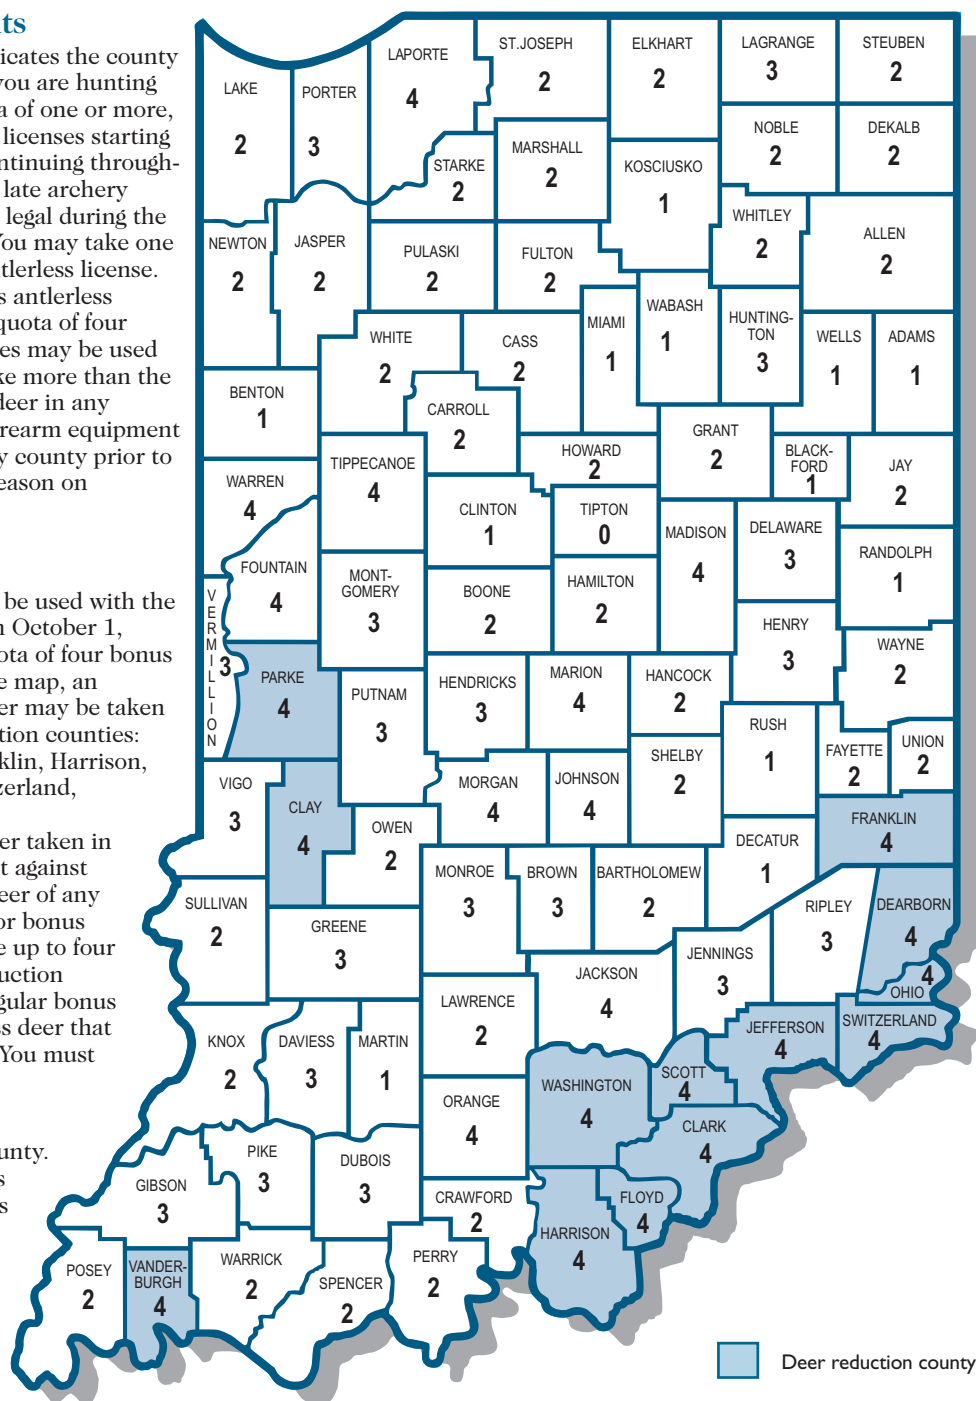 ts
icates the county
you are hunting
a of one or more,
licenses starting
ontinuing through-
late archery
legal during the
You may take one
ntlerless license.
s antlerless
quota of four
es may be used
ke more than the
deer in any
rearm equipment
y county prior to
eason on
be used with the
n October 1,
ota of four bonus
e map, an
er may be taken
tion counties:
klin, Harrison,
zerland,
er taken in
t against
eer of any
or bonus
e up to four
uction
gular bonus
ss deer that
You must
unty.
s
s
LAKE
2
PORTER
3
LAPORTE
4
ST.JOSEPH
2
ELKHART
2
LAGRANGE
3
STEUBEN
2
NOBLE
2
DEKALB
2
STARKE
2
MARSHALL
2
KOSCIUSKO
1
WHITLEY
2
ALLEN
2
NEWTON
2
JASPER
2
PULASKI
2
FULTON
2
MIAMI
1
WABASH
1
HUNTING-
TON
3
WELLS
1
ADAMS
1
WHITE
2
CASS
2
BENTON
1
CARROLL
2
HOWARD
2
GRANT
2
BLACK-
FORD
1
JAY
2
WARREN
4
TIPPECANOE
4
CLINTON
1
TIPTON
0
MADISON
4
DELAWARE
3
RANDOLPH
1
FOUNTAIN
4
MONT-
GOMERY
3
BOONE
2
HAMILTON
2
HENRY
3
WAYNE
2
VERMILLION
3
PARKE
4
PUTNAM
3
HENDRICKS
3
MARION
4
HANCOCK
2
RUSH
1
FAYETTE
2
UNION
2
VIGO
3
CLAY
4
OWEN
2
MORGAN
4
JOHNSON
4
SHELBY
2
DECATUR
1
FRANKLIN
4
SULLIVAN
2
GREENE
3
MONROE
3
BROWN
3
BARTHOLOMEW
2
JENNINGS
3
RIPLEY
3
DEARBORN
4
4
OHIO
KNOX
2
DAVIESS
3
MARTIN
1
LAWRENCE
2
JACKSON
4
JEFFERSON
4
SWITZERLAND
4
ORANGE
4
WASHINGTON
4
SCOTT
4
CLARK
4
GIBSON
3
PIKE
3
DUBOIS
3
CRAWFORD
2
HARRISON
4
FLOYD
4
POSEY
2
VANDER-
BURGH
4
WARRICK
2
SPENCER
2
PERRY
2
Deer reduction county